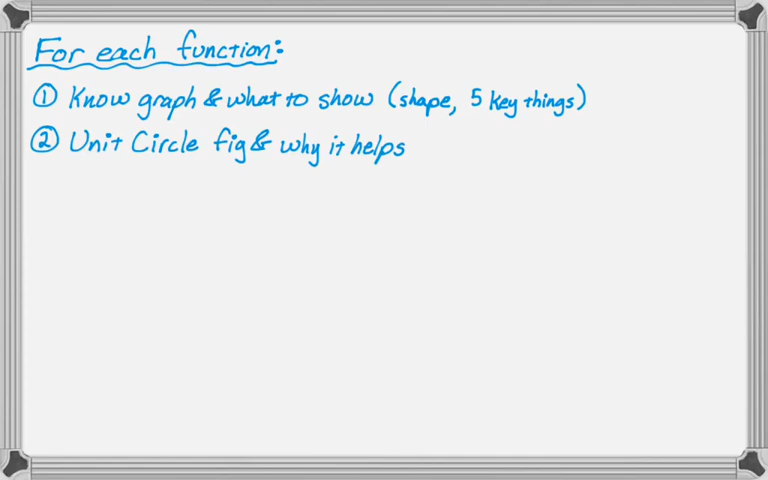 For each function:
① Know graph & what to show (shape, 5 key things)
② Unit Circle fig & why it helps